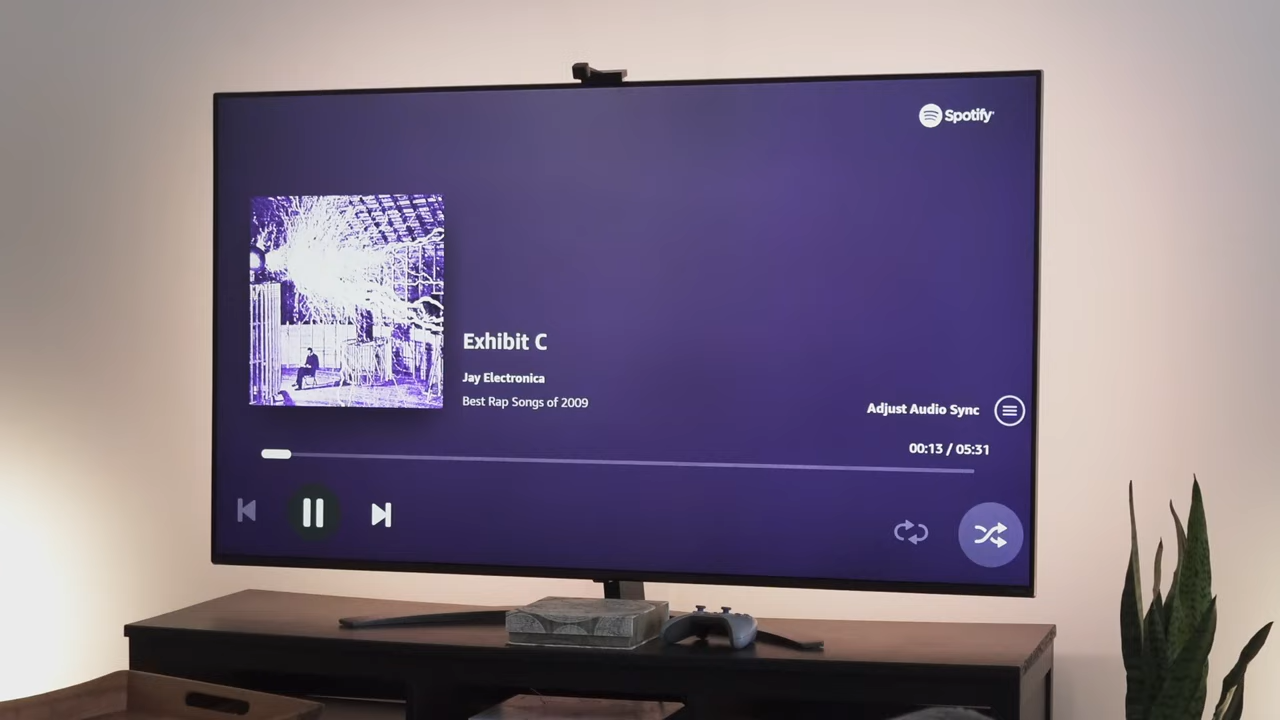 Spotify
Exhibit C
Jay Electronica
Best Rap Songs of 2009
Adjust Audio Sync
00:13 / 05:31